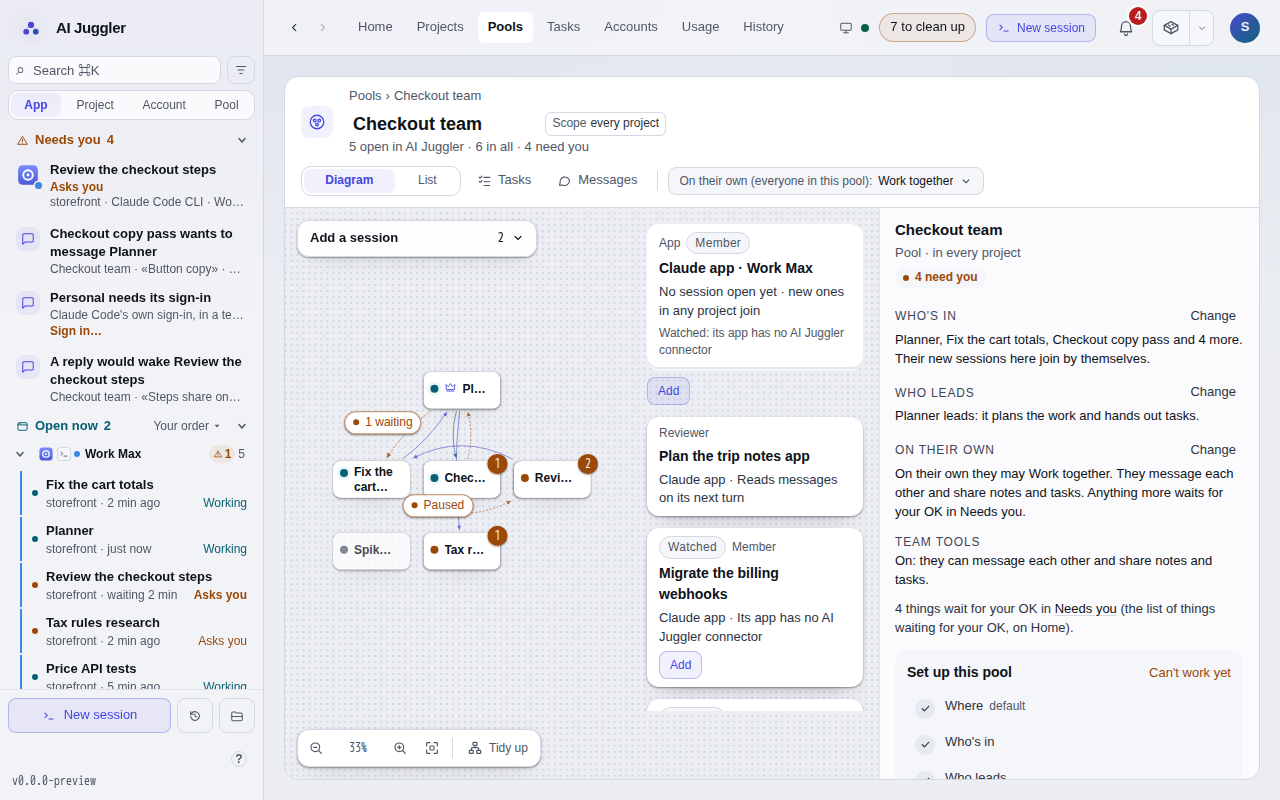 AI Juggler
Search ⌘K
App Project Account Pool
Needs you 4
Review the checkout steps
Asks you
storefront · Claude Code CLI · Wo…
Checkout copy pass wants to
message Planner
Checkout team · «Button copy» · …
Personal needs its sign-in
Claude Code's own sign-in, in a te…
Sign in…
A reply would wake Review the
checkout steps
Checkout team · «Steps share on…
Open now 2 Your order
Work Max 1 5
Fix the cart totals
storefront · 2 min ago Working
Planner
storefront · just now Working
Review the checkout steps
storefront · waiting 2 min Asks you
Tax rules research
storefront · 2 min ago Asks you
Price API tests
storefront · 5 min ago Working
New session
?
v0.0.0-preview
Home Projects Pools Tasks Accounts Usage History
7 to clean up
New session
4
S
Pools › Checkout team
Checkout team
Scope every project
5 open in AI Juggler · 6 in all · 4 need you
Diagram List Tasks Messages
On their own (everyone in this pool): Work together
Add a session 2
Pl…
1 waiting
Fix the
cart…
Chec…
1
Revi…
2
Paused
Spik…
Tax r…
1
33%
Tidy up
App Member
Claude app · Work Max
No session open yet · new ones
in any project join
Watched: its app has no AI Juggler
connector
Add
Reviewer
Plan the trip notes app
Claude app · Reads messages
on its next turn
Watched Member
Migrate the billing
webhooks
Claude app · Its app has no AI
Juggler connector
Add
Checkout team
Pool · in every project
4 need you
WHO'S IN Change
Planner, Fix the cart totals, Checkout copy pass and 4 more.
Their new sessions here join by themselves.
WHO LEADS Change
Planner leads: it plans the work and hands out tasks.
ON THEIR OWN Change
On their own they may Work together. They message each
other and share notes and tasks. Anything more waits for
your OK in Needs you.
TEAM TOOLS
On: they can message each other and share notes and
tasks.
4 things wait for your OK in Needs you (the list of things
waiting for your OK, on Home).
Set up this pool Can't work yet
Where default
Who's in
Who leads